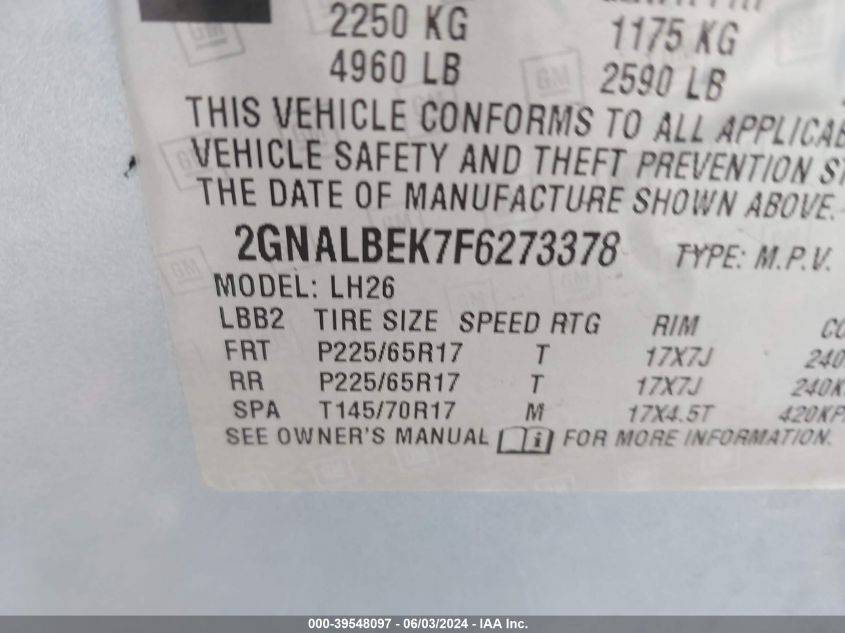 2250 KG 1175 KG
4960 LB 2590 LB
THIS VEHICLE CONFORMS TO ALL
VEHICLE SAFETY AND THEFT PREVENTION
THE DATE OF MANUFACTURE SHOWN ABOVE.
2GNALBEK7F6273378 TYPE: M.P.V.
MODEL: LH26
LBB2 TIRE SIZE SPEED RTG RIM
FRT P225/65R17 T 17X7J 240
RR P225/65R17 T 17X7J 240K
SPA T145/70R17 M 17X4.5T 420KP
SEE OWNER'S MANUAL i FOR MORE INFORMATION.
000-39548097 - 06/03/2024 - IAA Inc.